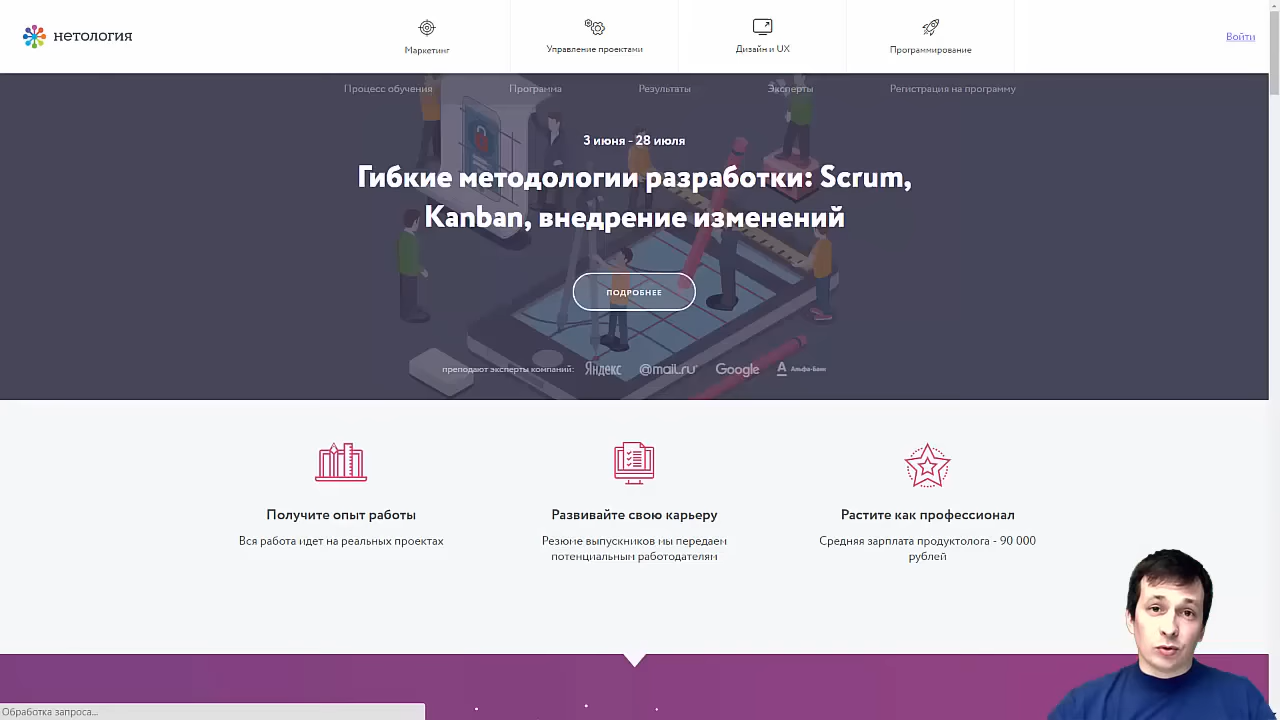 нетология
Маркетинг
Управление проектами
Дизайн и UX
Программирование
Войти
Процесс обучения
Программа
Результаты
Эксперты
Регистрация на программу
3 июня - 28 июля
Гибкие методологии разработки: Scrum,
Kanban, внедрение изменений
ПОДРОБНЕЕ
преподают эксперты компаний: Яндекс @mail.ru Google А Альфа-Банк
Получите опыт работы
Вся работа идет на реальных проектах
Развивайте свою карьеру
Резюме выпускников мы передаем
потенциальным работодателям
Растите как профессионал
Средняя зарплата продуктолога - 90 000
рублей
Обработка запроса...